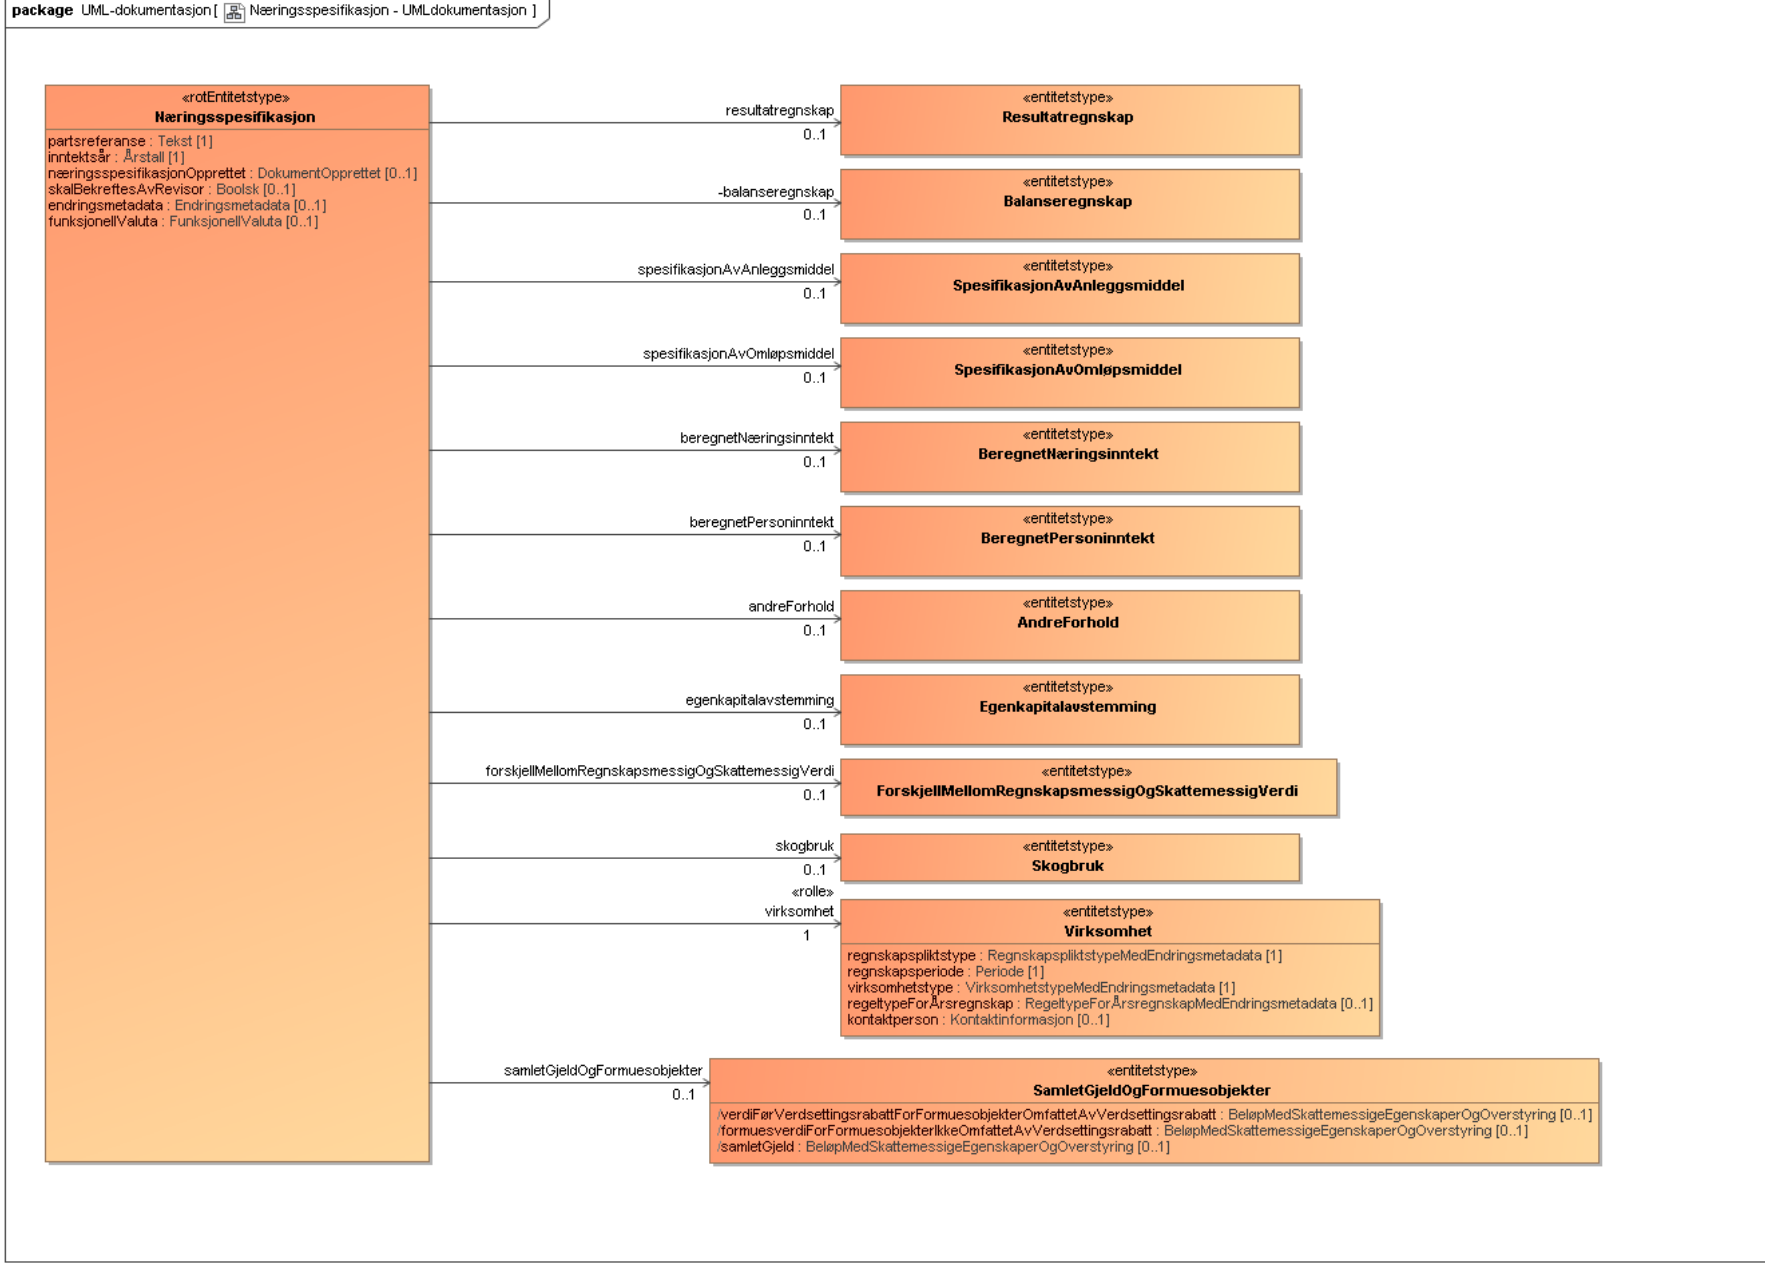 package UML-dokumentasjon [ Næringsspesifikasjon - UMLdokumentasjon ]
«rotEntitetstype»
Næringsspesifikasjon
partsreferanse : Tekst [1]
inntektsår : Årstall [1]
næringsspesifikasjonOpprettet : DokumentOpprettet [0..1]
skalBekreftesAvRevisor : Boolsk [0..1]
endringsmetadata : Endringsmetadata [0..1]
funksjonellValuta : FunksjonellValuta [0..1]
resultatregnskap
0..1
«entitetstype»
Resultatregnskap
-balanseregnskap
0..1
«entitetstype»
Balanseregnskap
spesifikasjonAvAnleggsmiddel
0..1
«entitetstype»
SpesifikasjonAvAnleggsmiddel
spesifikasjonAvOmløpsmiddel
0..1
«entitetstype»
SpesifikasjonAvOmløpsmiddel
beregnetNæringsinntekt
0..1
«entitetstype»
BeregnetNæringsinntekt
beregnetPersoninntekt
0..1
«entitetstype»
BeregnetPersoninntekt
andreForhold
0..1
«entitetstype»
AndreForhold
egenkapitalavstemming
0..1
«entitetstype»
Egenkapitalavstemming
forskjellMellomRegnskapsmessigOgSkattemessigVerdi
0..1
«entitetstype»
ForskjellMellomRegnskapsmessigOgSkattemessigVerdi
skogbruk
0..1
«entitetstype»
Skogbruk
«rolle»
virksomhet
1
«entitetstype»
Virksomhet
regnskapspliktstype : RegnskapspliktstypeMedEndringsmetadata [1]
regnskapsperiode : Periode [1]
virksomhetstype : VirksomhetstypeMedEndringsmetadata [1]
regeltypeForÅrsregnskap : RegeltypeForÅrsregnskapMedEndringsmetadata [0..1]
kontaktperson : Kontaktinformasjon [0..1]
samletGjeldOgFormuesobjekter
0..1
«entitetstype»
SamletGjeldOgFormuesobjekter
/verdiFørVerdsettingsrabattForFormuesobjekterOmfattetAvVerdsettingsrabatt : BeløpMedSkattemessigeEgenskaperOgOverstyring [0..1]
/formuesverdiForFormuesobjekterIkkeOmfattetAvVerdsettingsrabatt : BeløpMedSkattemessigeEgenskaperOgOverstyring [0..1]
/samletGjeld : BeløpMedSkattemessigeEgenskaperOgOverstyring [0..1]